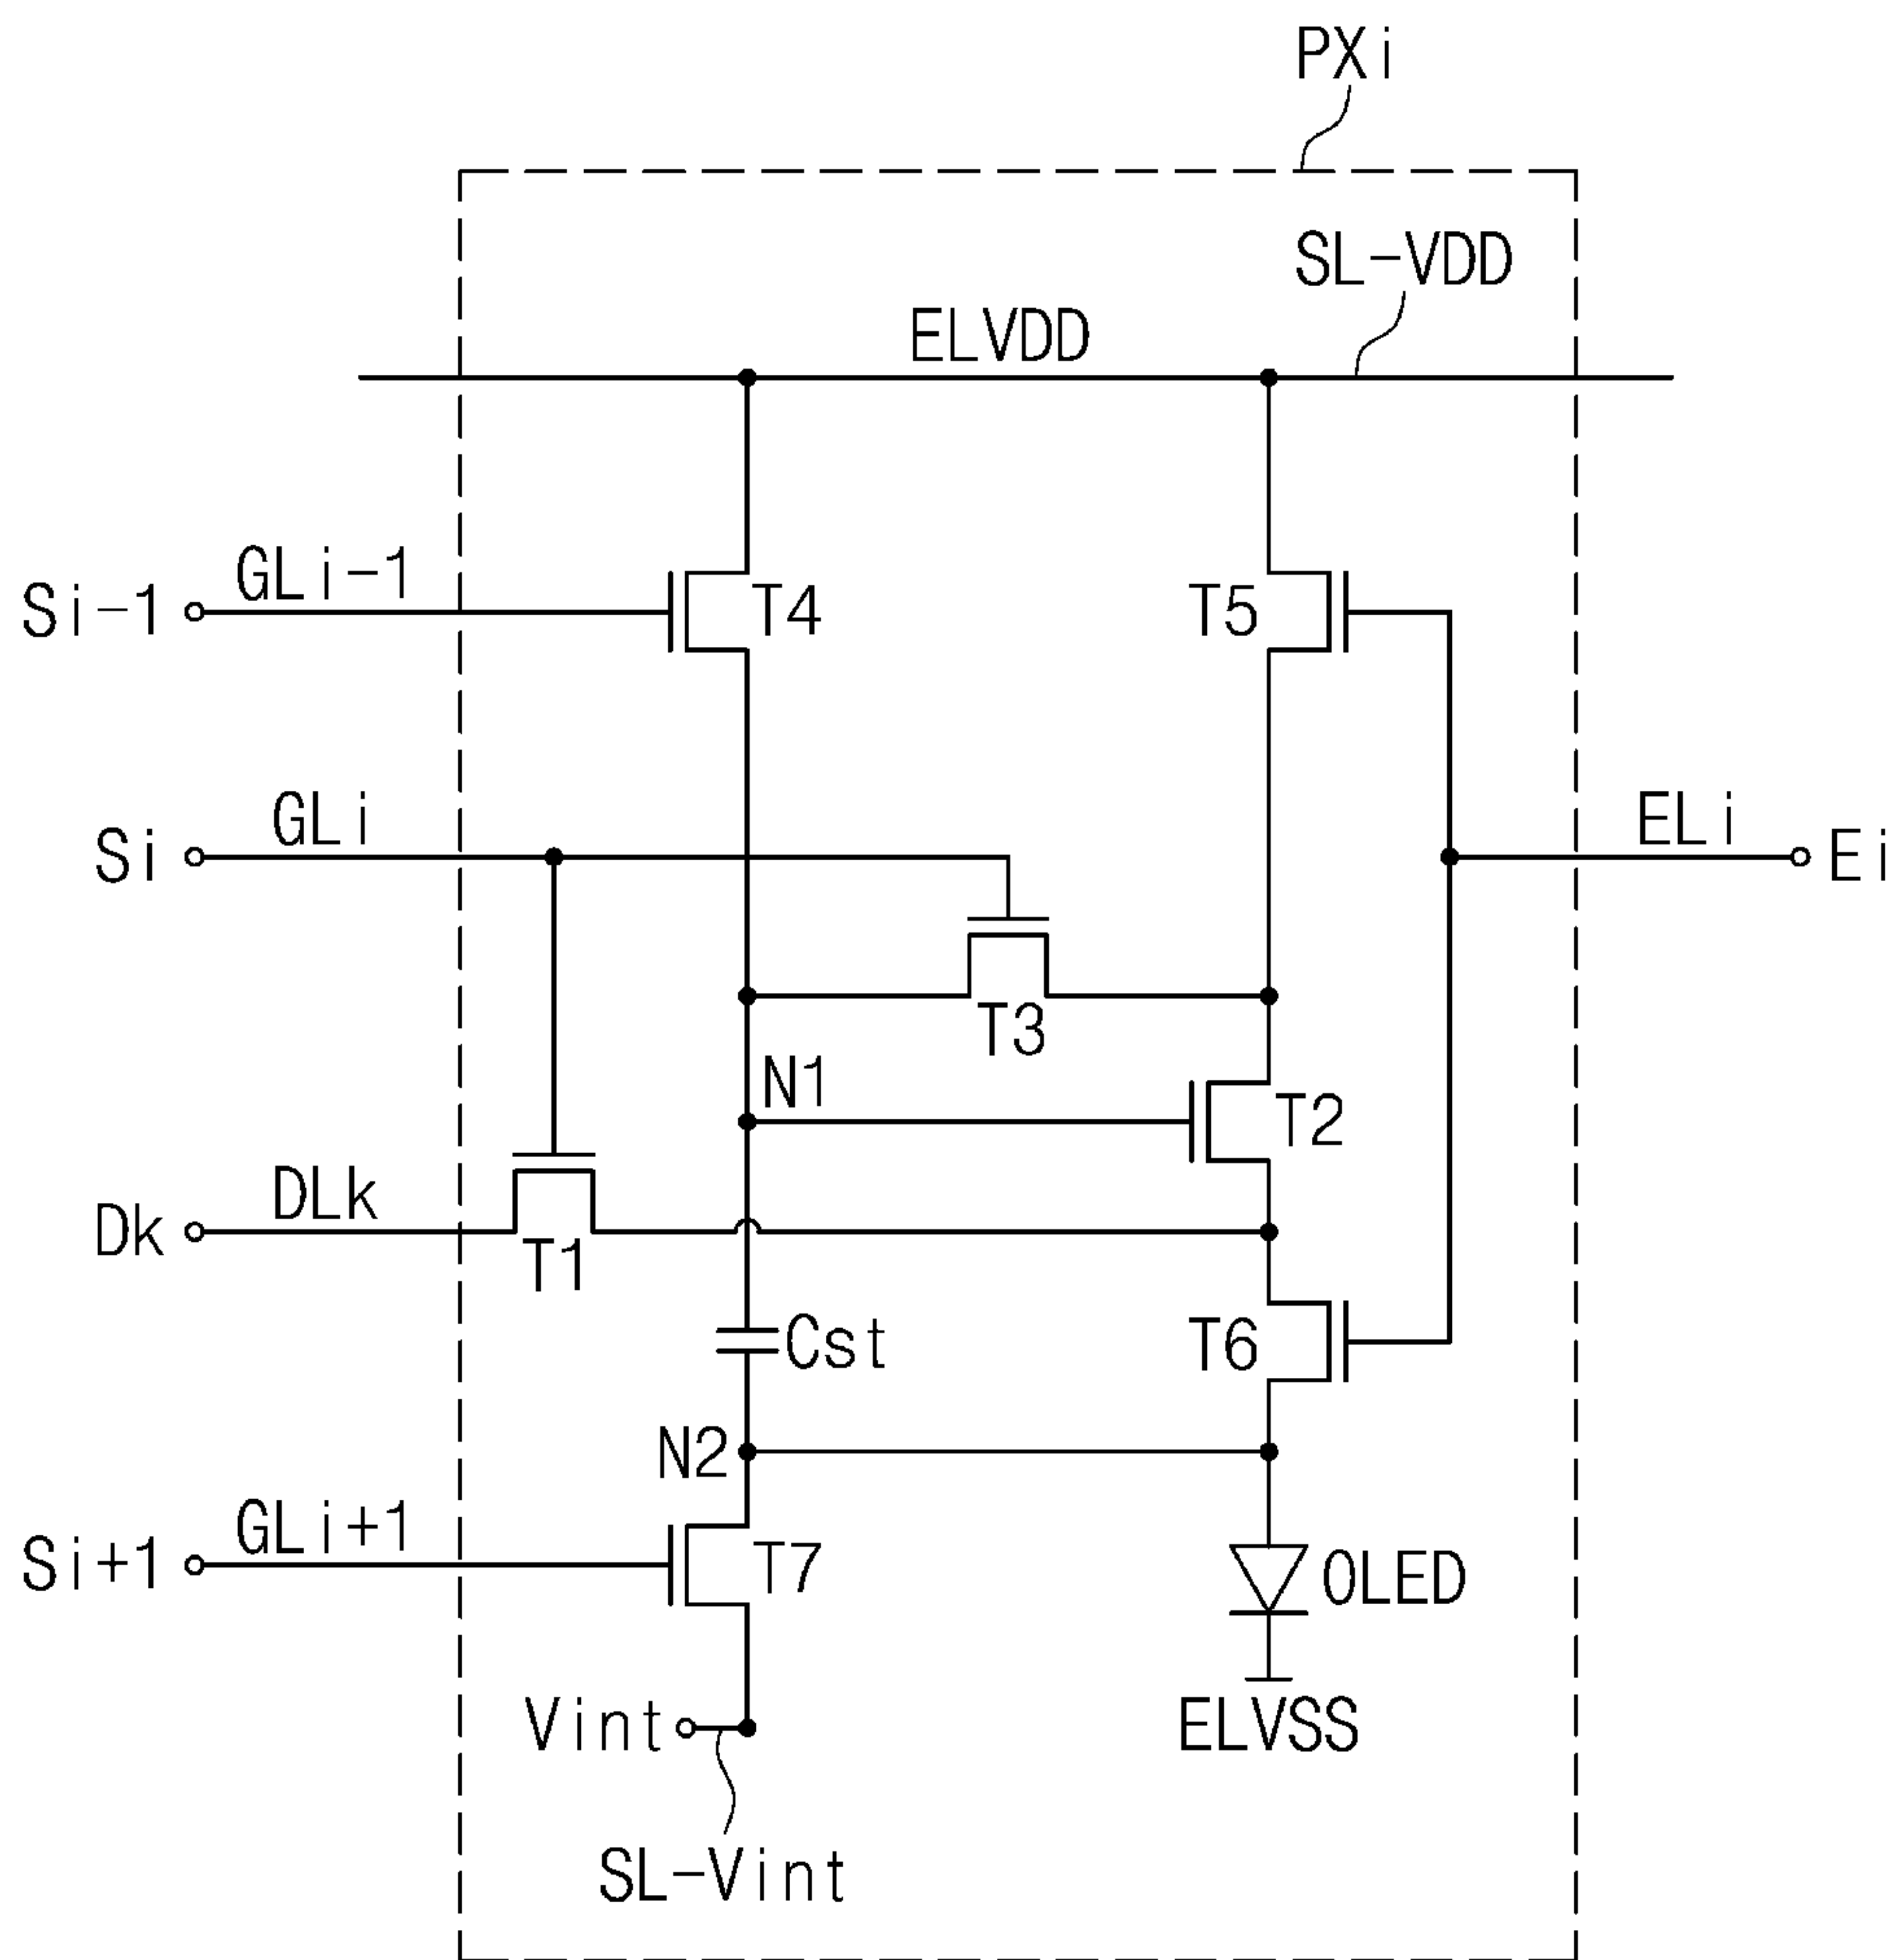 PXi
SL-VDD
ELVDD
GLi-1
Si-1
T4
T5
GLi
Si
ELi
Ei
T3
N1
T2
DLk
Dk
T1
Cst
T6
N2
GLi+1
Si+1
T7
OLED
Vint
ELVSS
SL-Vint